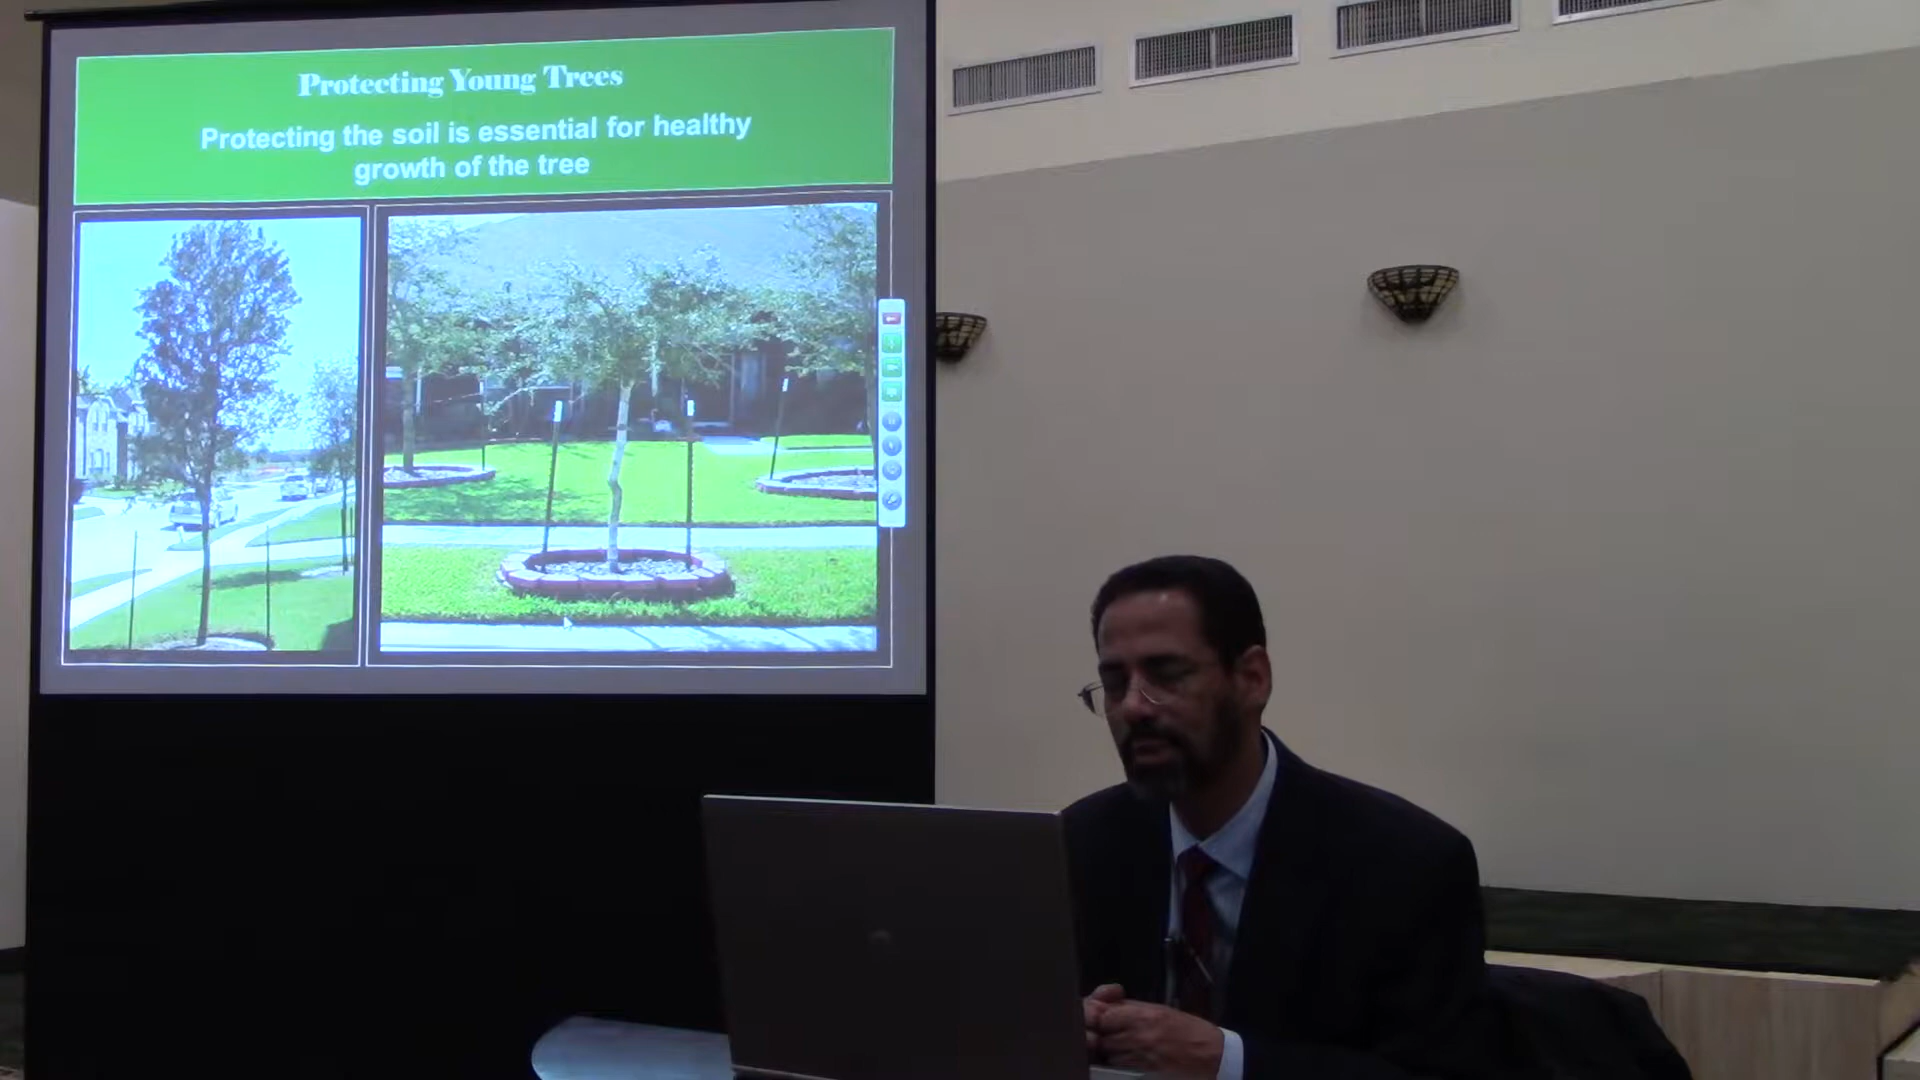 Protecting Young Trees
Protecting the soil is essential for healthy
growth of the tree